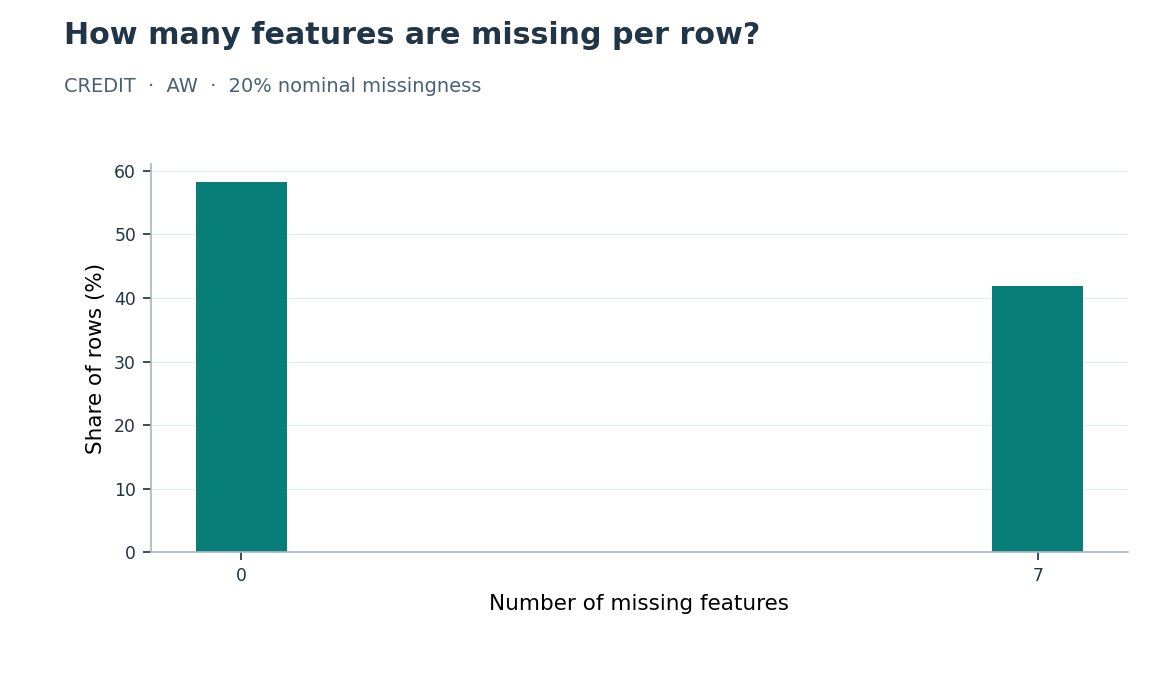 How many features are missing per row?
CREDIT · AW · 20% nominal missingness
60
50
40
30
20
10
0
Share of rows (%)
0 7
Number of missing features